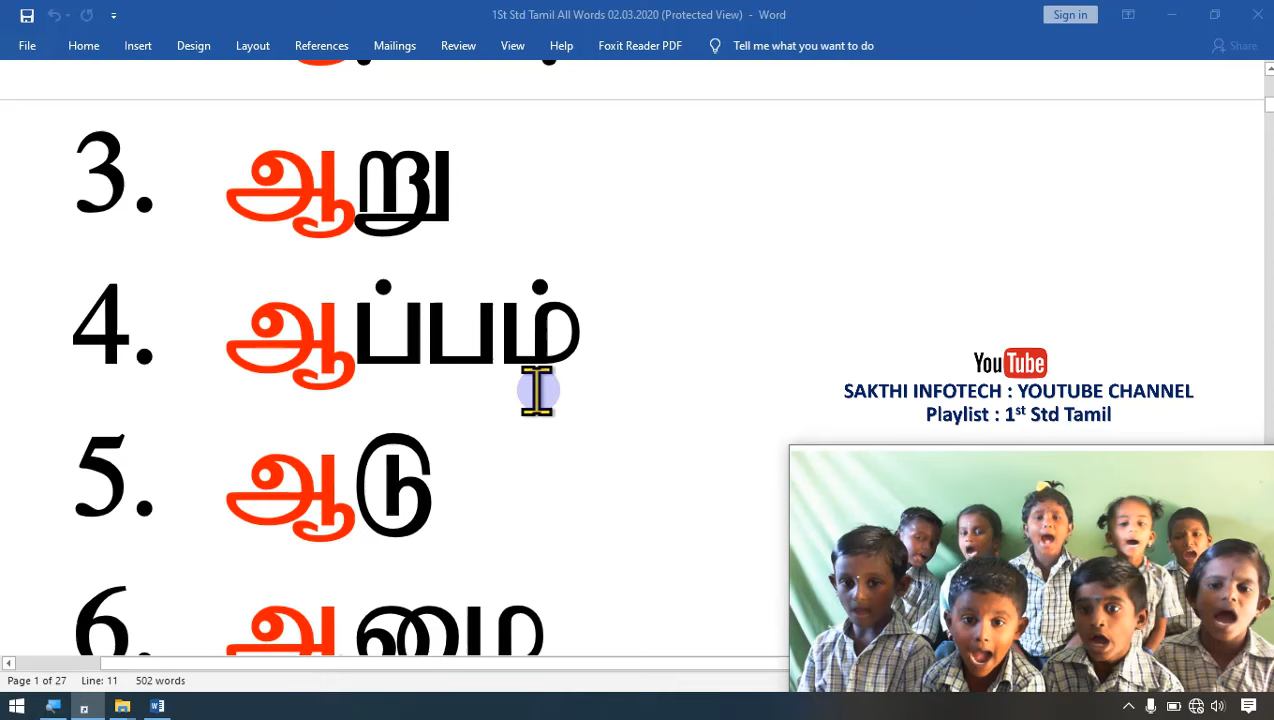 1St Std Tamil All Words 02.03.2020 (Protected View) - Word
Sign in
File Home Insert Design Layout References Mailings Review View Help Foxit Reader PDF Tell me what you want to do Share
3. ஆறு
4. ஆப்பம்
5. ஆடு
6. ஆமை
YouTube
SAKTHI INFOTECH : YOUTUBE CHANNEL
Playlist : 1st Std Tamil
Page 1 of 27 Line: 11 502 words